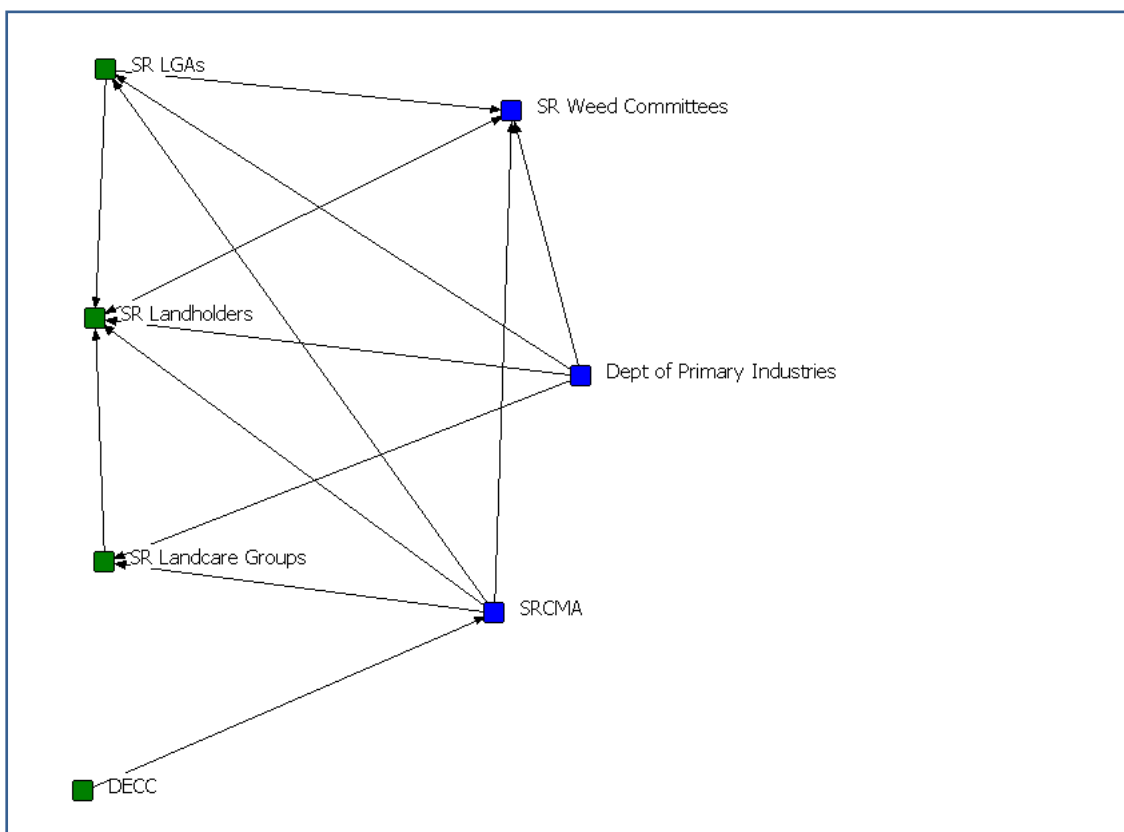 SR LGAs
SR Weed Committees
SR Landholders
Dept of Primary Industries
SR Landcare Groups
SRCMA
DECC